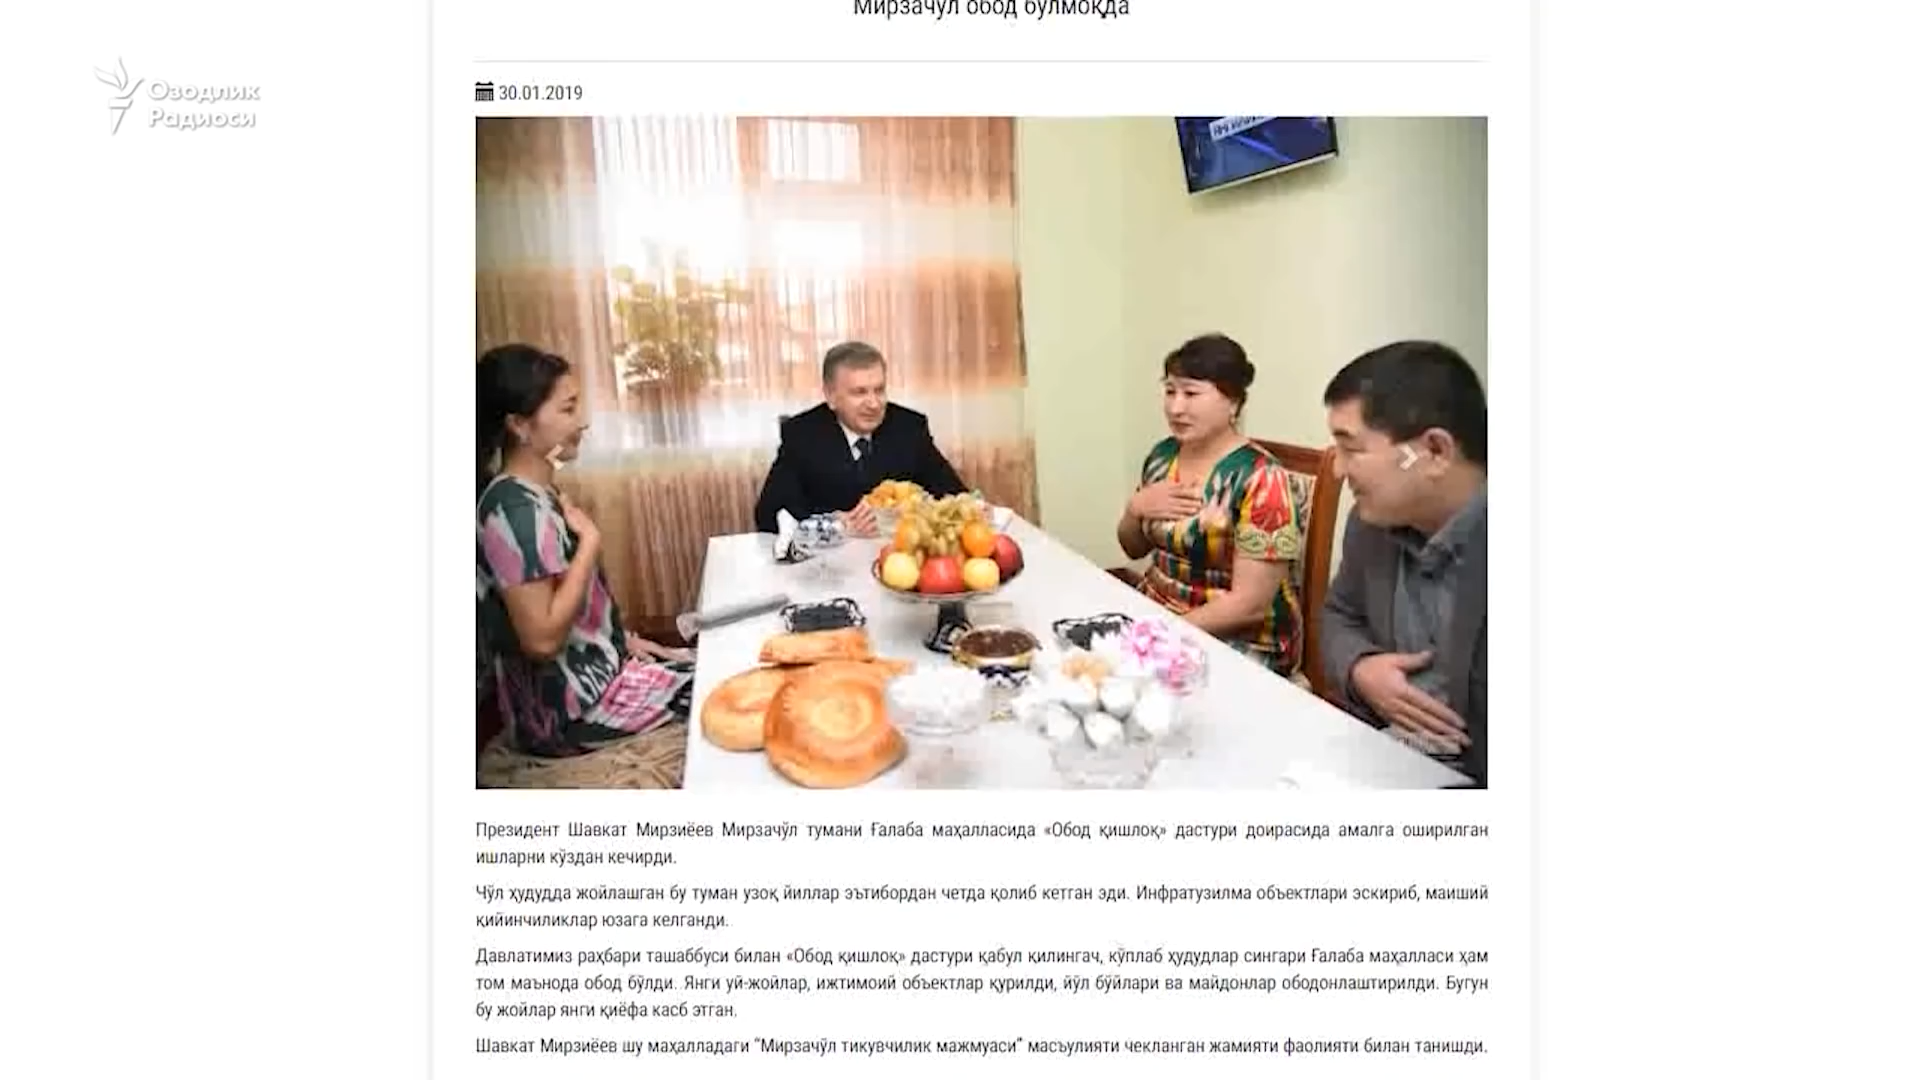 Мирзачўл обод бўлмоқда
Озодлик
Радиоси
30.01.2019
Президент Шавкат Мирзиёев Мирзачўл тумани Ғалаба маҳалласида «Обод қишлоқ» дастури доирасида амалга оширилган
ишларни кўздан кечирди.
Чўл ҳудудда жойлашган бу туман узоқ йиллар эътибордан четда қолиб кетган эди. Инфратузилма объектлари эскириб, маиший
қийинчиликлар юзага келганди.
Давлатимиз раҳбари ташаббуси билан «Обод қишлоқ» дастури қабул қилингач, кўплаб ҳудудлар сингари Ғалаба маҳалласи ҳам
том маънода обод бўлди. Янги уй-жойлар, ижтимоий объектлар қурилди, йўл бўйлари ва майдонлар ободонлаштирилди. Бугун
бу жойлар янги қиёфа касб этган.
Шавкат Мирзиёев шу маҳалладаги “Мирзачўл тикувчилик мажмуаси” масъулияти чекланган жамияти фаолияти билан танишди.